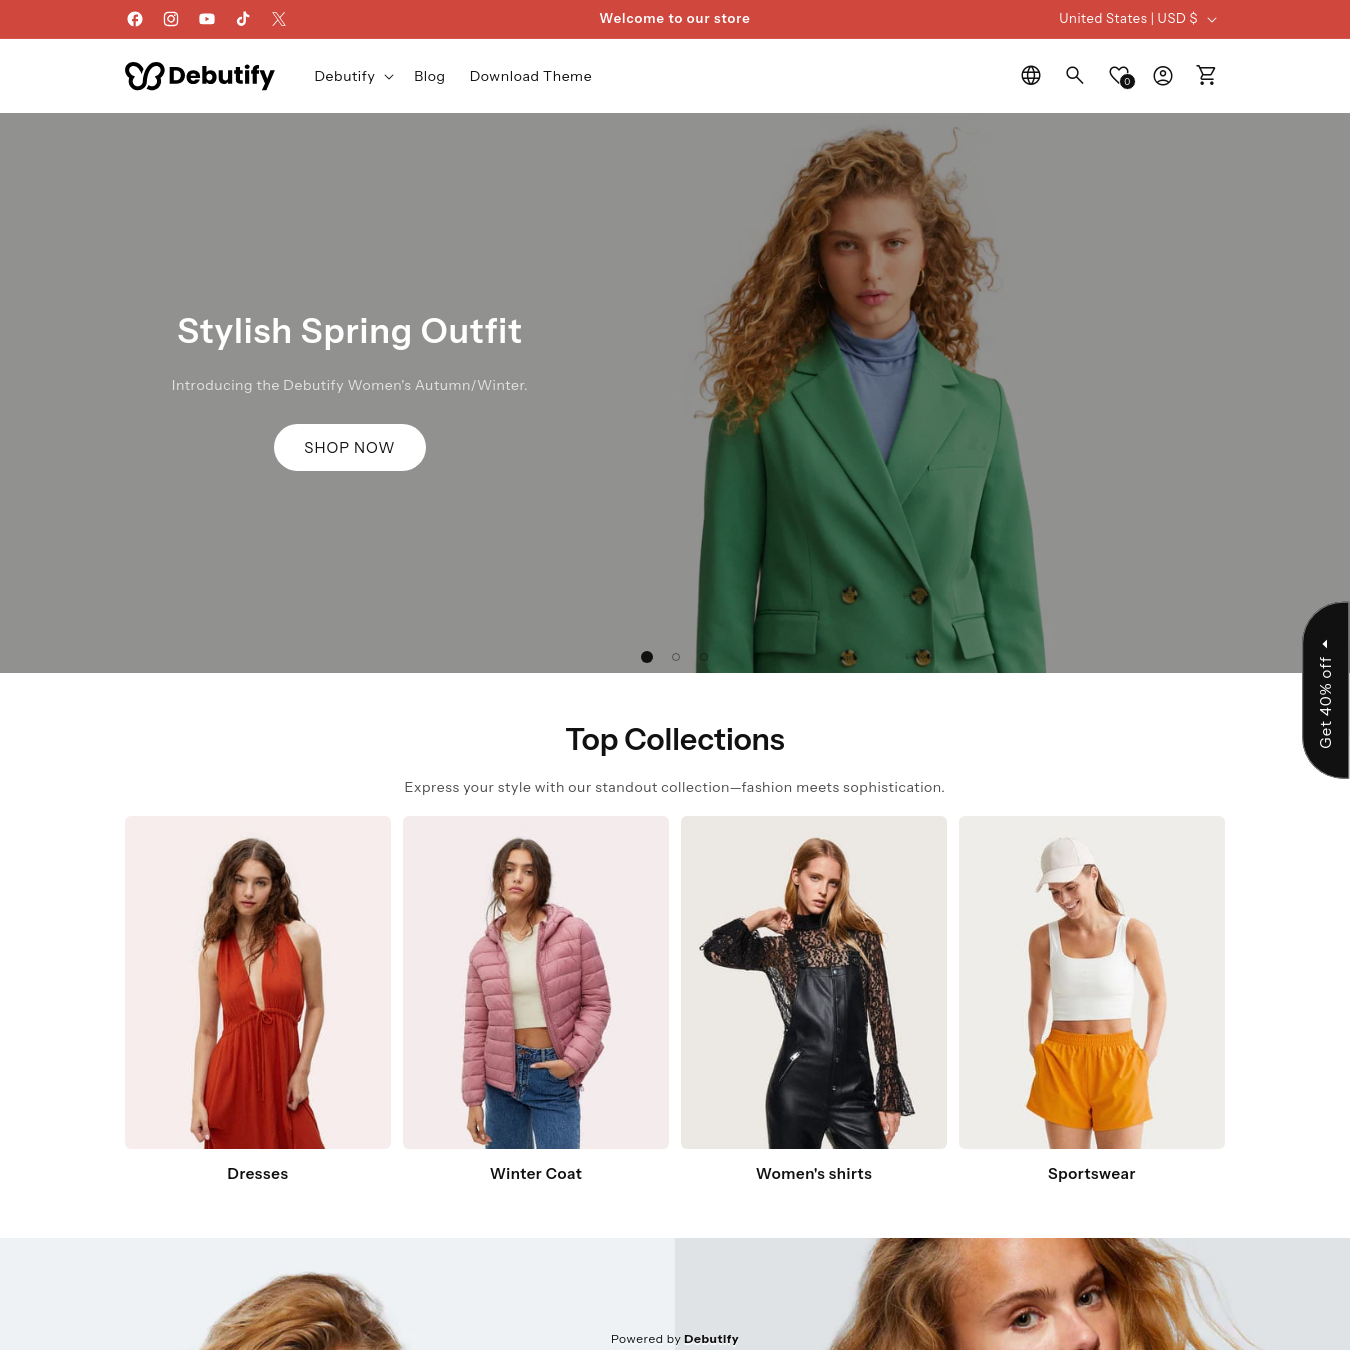 Welcome to our store
United States | USD $
Debutify
Debutify
Blog
Download Theme
0
Stylish Spring Outfit
Introducing the Debutify Women's Autumn/Winter.
SHOP NOW
Get 40% off
Top Collections
Express your style with our standout collection—fashion meets sophistication.
Dresses
Winter Coat
Women's shirts
Sportswear
Powered by Debutify